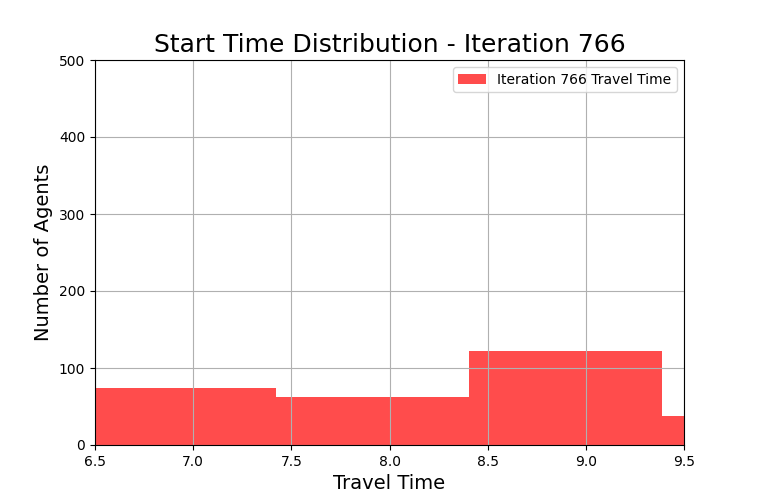 Start Time Distribution - Iteration 766
Iteration 766 Travel Time
Number of Agents
500
400
300
200
100
0
6.5 7.0 7.5 8.0 8.5 9.0 9.5
Travel Time